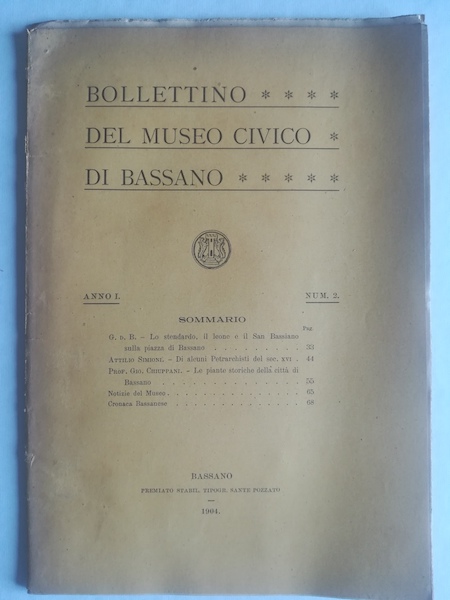 BOLLETTINO * * * *
DEL MUSEO CIVICO *
DI BASSANO * * * * *
ANNO I. NUM. 2.
SOMMARIO
Pag.
G. e R. - Lo stendardo, il leone e il San Bassiano
sulla piazza di Bassano . . . . . . . . . 33
ATTILIO SIMIONI. - Di alcuni Petrarchisti del sec. XVI . 44
PROF. GIO. CHIUPPANI. - Le piante storiche della città di
Bassano . . . . . . . . . . . . . . 55
Notizie del Museo . . . . . . . . . . . . 65
Cronaca Bassanese . . . . . . . . . . . . 68
BASSANO
PREMIATO STABIL. TIPOGR. SANTE POZZATO
—
1904.